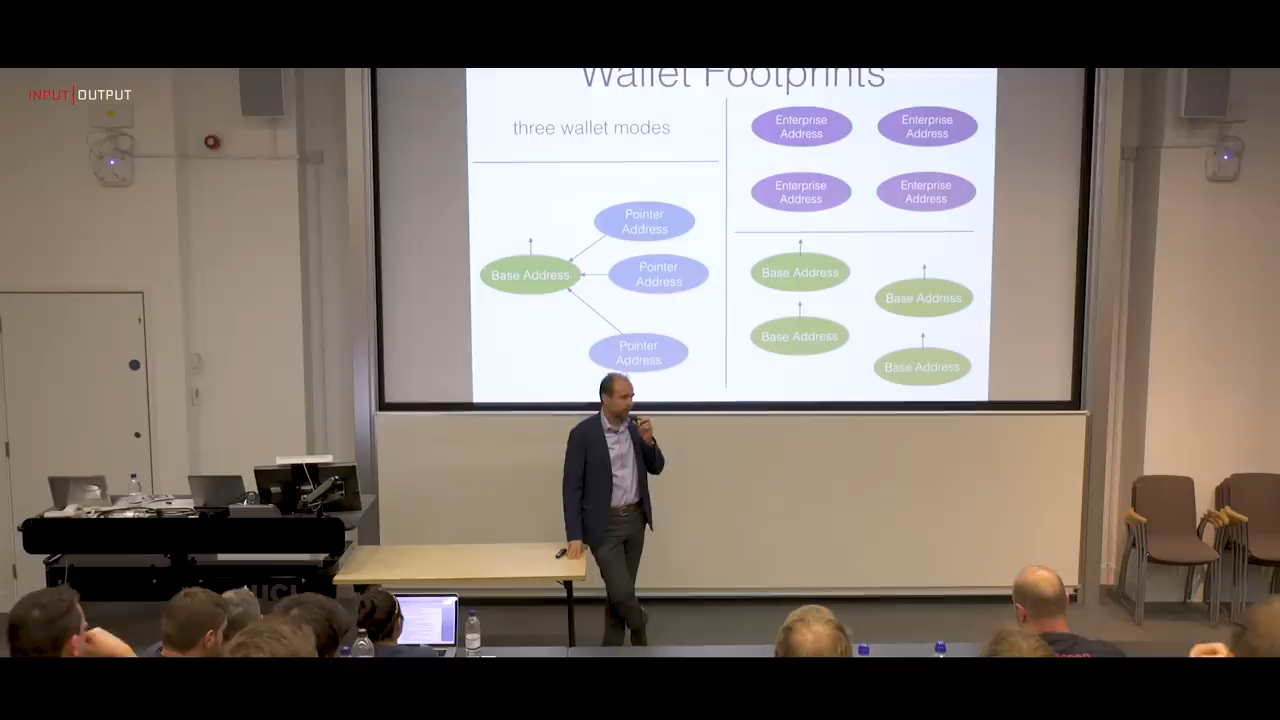 INPUT|OUTPUT
Wallet Footprints
three wallet modes
Pointer
Address
Base Address
Pointer
Address
Pointer
Address
Enterprise
Address
Enterprise
Address
Enterprise
Address
Enterprise
Address
Base Address
Base Address
Base Address
Base Address
UCL